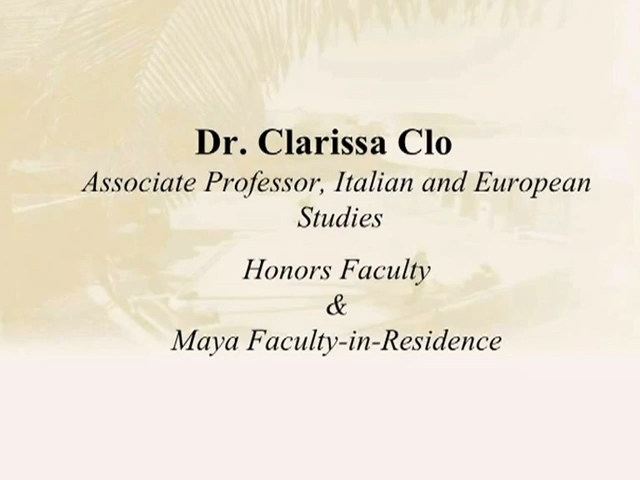 Dr. Clarissa Clo
Associate Professor, Italian and European
Studies
Honors Faculty
&
Maya Faculty-in-Residence